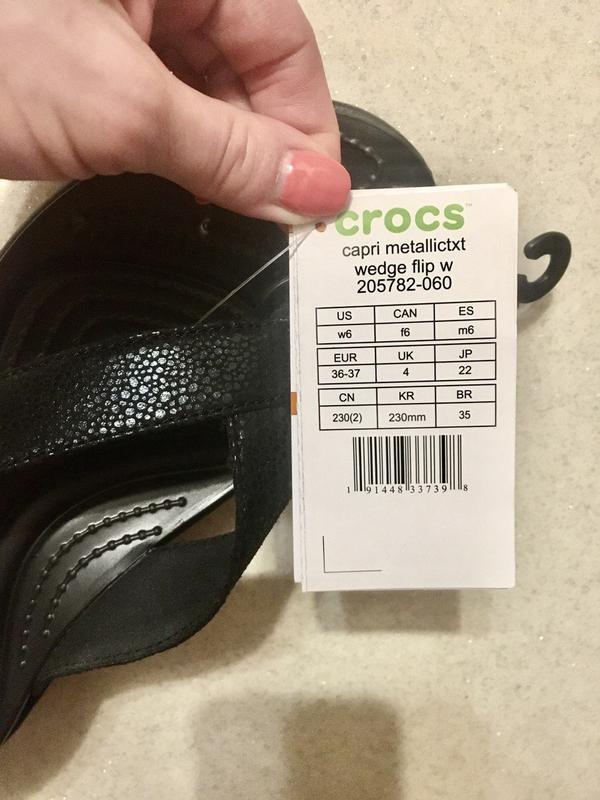 crocs™
capri metallictxt
wedge flip w
205782-060
US CAN ES
w6 f6 m6
EUR UK JP
36-37 4 22
CN KR BR
230(2) 230mm 35
1 91448 33739 8